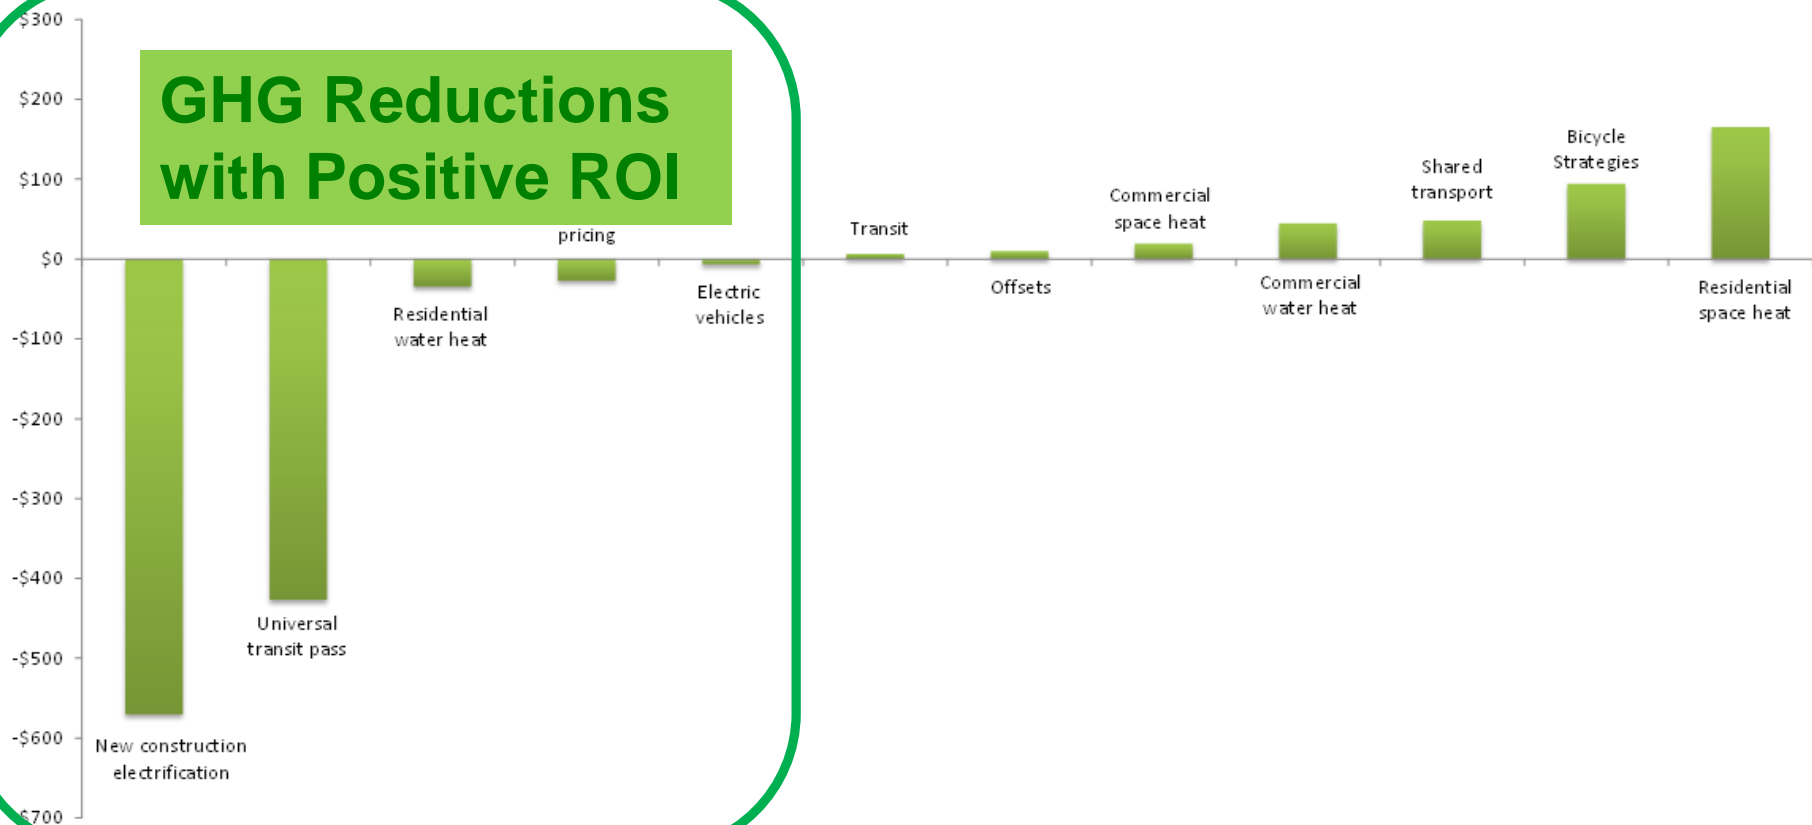 $300
$200
$100
$0
-$100
-$200
-$300
-$400
-$500
-$600
$700
GHG Reductions
with Positive ROI
New construction
electrification
Universal
transit pass
Residential
water heat
pricing
Electric
vehicles
Transit
Offsets
Commercial
space heat
Commercial
water heat
Shared
transport
Bicycle
Strategies
Residential
space heat